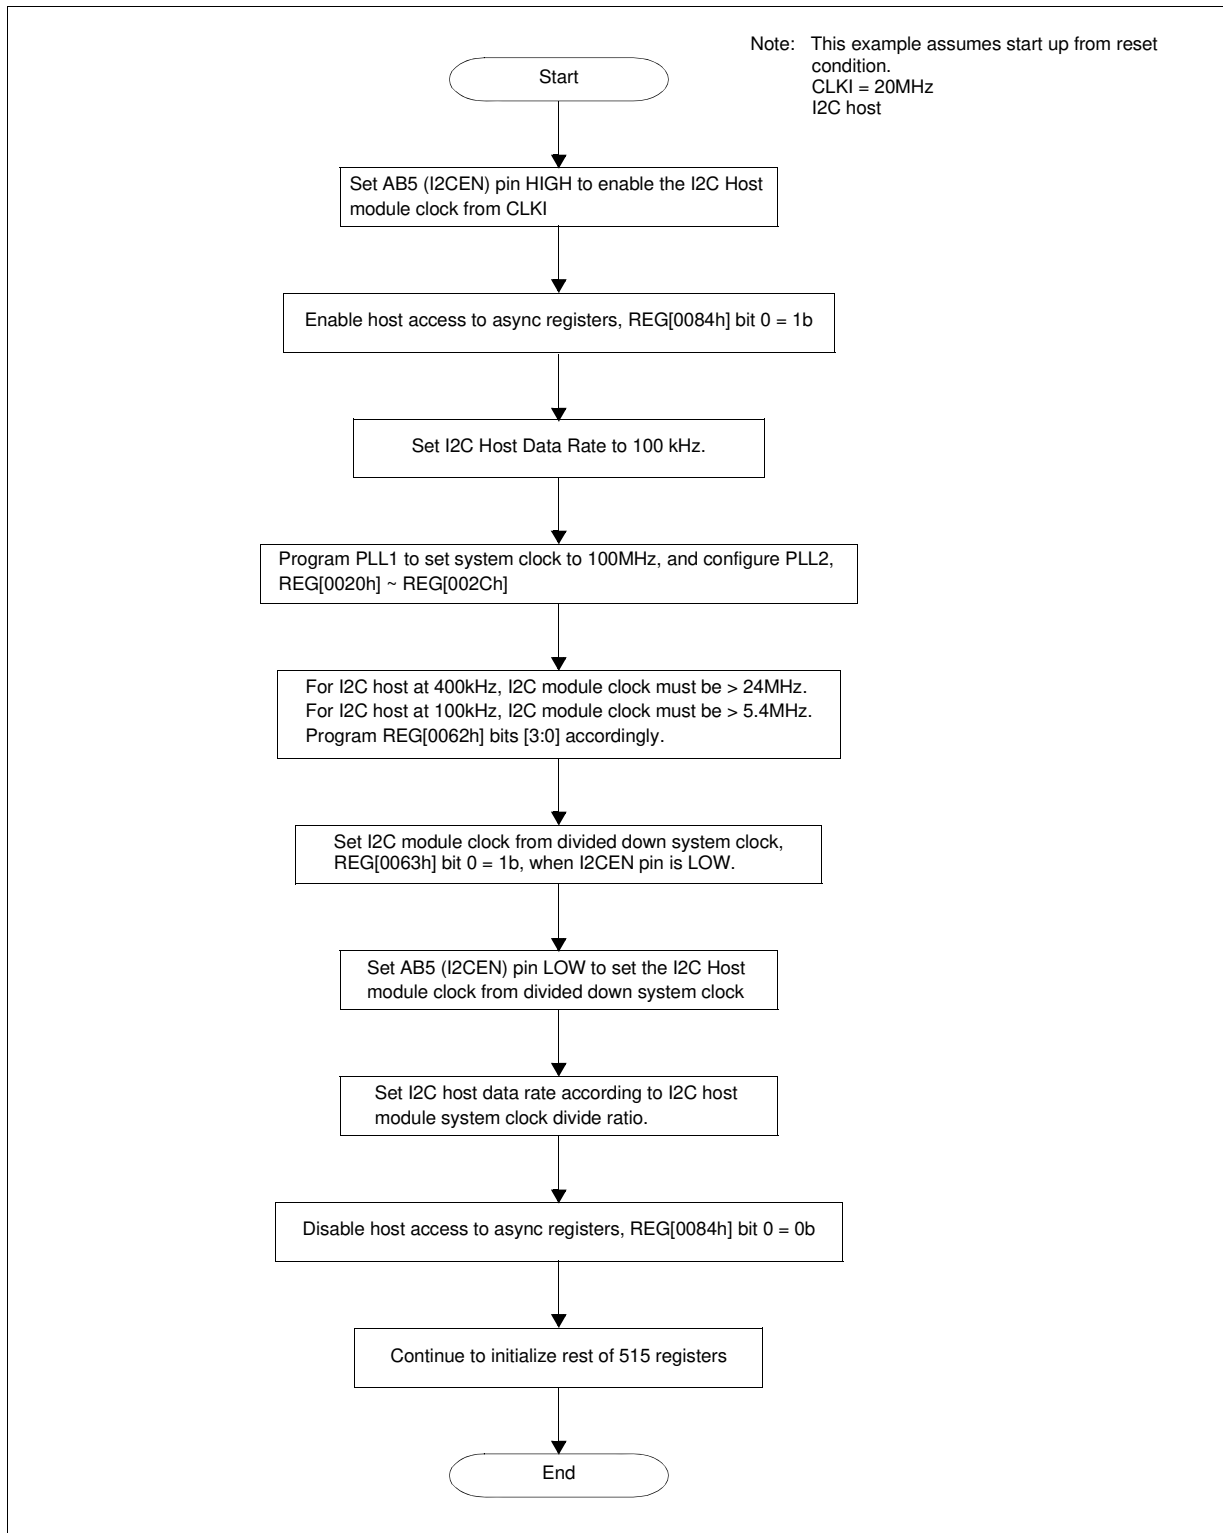 Note: This example assumes start up from reset
condition.
CLKI = 20MHz
I2C host
Start
Set AB5 (I2CEN) pin HIGH to enable the I2C Host
module clock from CLKI
Enable host access to async registers, REG[0084h] bit 0 = 1b
Set I2C Host Data Rate to 100 kHz.
Program PLL1 to set system clock to 100MHz, and configure PLL2,
REG[0020h] ~ REG[002Ch]
For I2C host at 400kHz, I2C module clock must be > 24MHz.
For I2C host at 100kHz, I2C module clock must be > 5.4MHz.
Program REG[0062h] bits [3:0] accordingly.
Set I2C module clock from divided down system clock,
REG[0063h] bit 0 = 1b, when I2CEN pin is LOW.
Set AB5 (I2CEN) pin LOW to set the I2C Host
module clock from divided down system clock
Set I2C host data rate according to I2C host
module system clock divide ratio.
Disable host access to async registers, REG[0084h] bit 0 = 0b
Continue to initialize rest of 515 registers
End